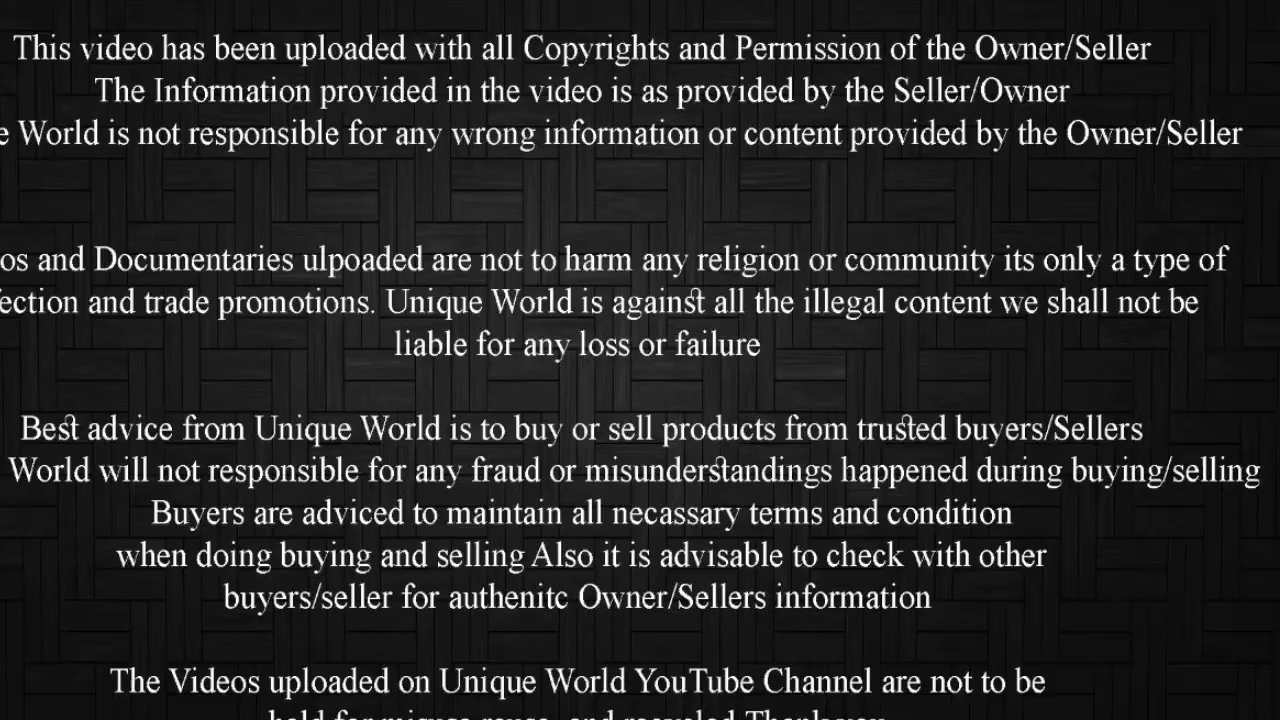 This video has been uploaded with all Copyrights and Permission of the Owner/Seller
The Information provided in the video is as provided by the Seller/Owner
e World is not responsible for any wrong information or content provided by the Owner/Seller
os and Documentaries ulpoaded are not to harm any religion or community its only a type of
ection and trade promotions. Unique World is against all the illegal content we shall not be
liable for any loss or failure
Best advice from Unique World is to buy or sell products from trusted buyers/Sellers
World will not responsible for any fraud or misunderstandings happened during buying/selling
Buyers are adviced to maintain all necassary terms and condition
when doing buying and selling Also it is advisable to check with other
buyers/seller for authenitc Owner/Sellers information
The Videos uploaded on Unique World YouTube Channel are not to be